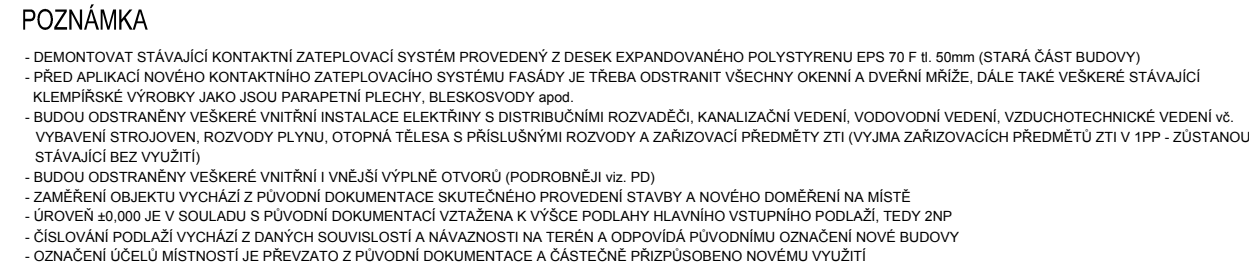 POZNÁMKA
- DEMONTOVAT STÁVAJÍCÍ KONTAKTNÍ ZATEPLOVACÍ SYSTÉM PROVEDENÝ Z DESEK EXPANDOVANÉHO POLYSTYRENU EPS 70 F tl. 50mm (STARÁ ČÁST BUDOVY)
- PŘED APLIKACÍ NOVÉHO KONTAKTNÍHO ZATEPLOVACÍHO SYSTÉMU FASÁDY JE TŘEBA ODSTRANIT VŠECHNY OKENNÍ A DVEŘNÍ MŘÍŽE, DÁLE TAKÉ VEŠKERÉ STÁVAJÍCÍ
KLEMPÍŘSKÉ VÝROBKY JAKO JSOU PARAPETNÍ PLECHY, BLESKOSVODY apod.
- BUDOU ODSTRANĚNY VEŠKERÉ VNITŘNÍ INSTALACE ELEKTŘINY S DISTRIBUČNÍMI ROZVADĚČI, KANALIZAČNÍ VEDENÍ, VODOVODNÍ VEDENÍ, VZDUCHOTECHNICKÉ VEDENÍ vč.
VYBAVENÍ STROJOVEN, ROZVODY PLYNU, OTOPNÁ TĚLESA S PŘÍSLUŠNÝMI ROZVODY A ZAŘIZOVACÍ PŘEDMĚTY ZTI (VYJMA ZAŘIZOVACÍCH PŘEDMĚTŮ ZTI V 1PP - ZŮSTANOU
STÁVAJÍCÍ BEZ VYUŽITÍ)
- BUDOU ODSTRANĚNY VEŠKERÉ VNITŘNÍ I VNĚJŠÍ VÝPLNĚ OTVORŮ (PODROBNĚJI viz. PD)
- ZAMĚŘENÍ OBJEKTU VYCHÁZÍ Z PŮVODNÍ DOKUMENTACE SKUTEČNÉHO PROVEDENÍ STAVBY A NOVÉHO DOMĚŘENÍ NA MÍSTĚ
- ÚROVEŇ ±0,000 JE V SOULADU S PŮVODNÍ DOKUMENTACÍ VZTAŽENA K VÝŠCE PODLAHY HLAVNÍHO VSTUPNÍHO PODLAŽÍ, TEDY 2NP
- ČÍSLOVÁNÍ PODLAŽÍ VYCHÁZÍ Z DANÝCH SOUVISLOSTÍ A NÁVAZNOSTI NA TERÉN A ODPOVÍDÁ PŮVODNÍMU OZNAČENÍ NOVÉ BUDOVY
- OZNAČENÍ ÚČELŮ MÍSTNOSTÍ JE PŘEVZATO Z PŮVODNÍ DOKUMENTACE A ČÁSTEČNĚ PŘIZPŮSOBENO NOVÉMU VYUŽITÍ